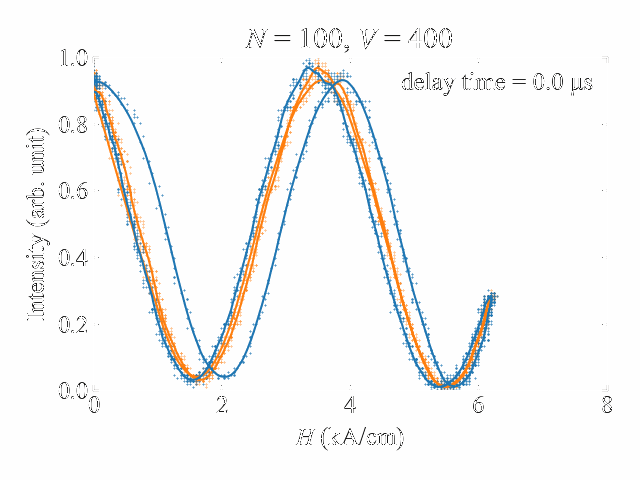 N = 100, V = 400
delay time = 0.0 μs
Intensity (arb. unit)
1.0
0.8
0.6
0.4
0.2
0.0
0 2 4 6 8
H (kA/cm)